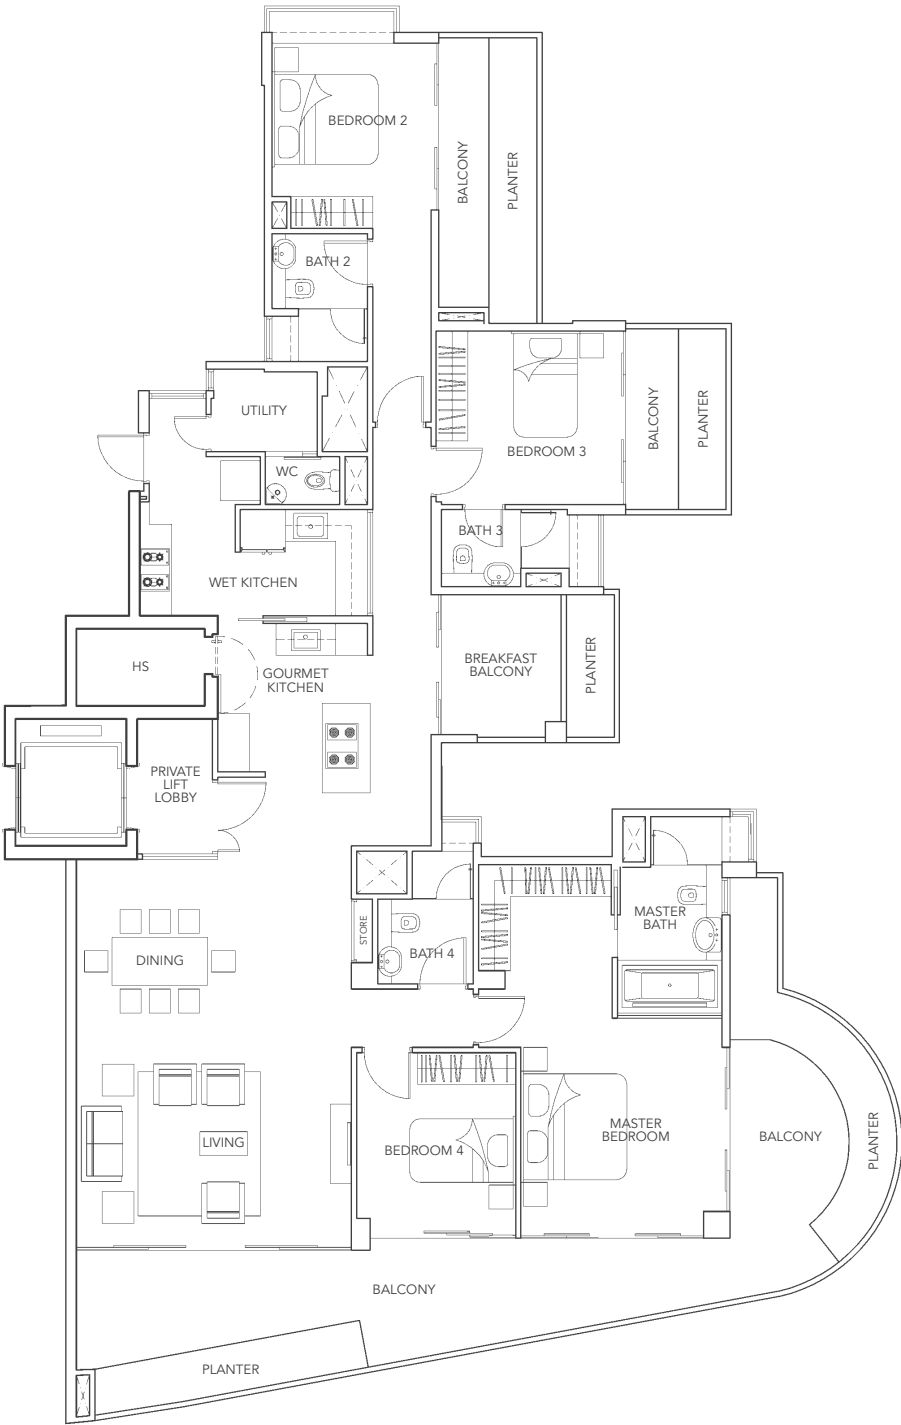 BEDROOM 2
BALCONY
PLANTER
BATH 2
UTILITY
BALCONY
PLANTER
BEDROOM 3
WC
BATH 3
WET KITCHEN
HS
GOURMET
KITCHEN
BREAKFAST
BALCONY
PLANTER
PRIVATE
LIFT
LOBBY
STORE
MASTER
BATH
BATH 4
DINING
LIVING
BEDROOM 4
MASTER
BEDROOM
BALCONY
PLANTER
BALCONY
PLANTER